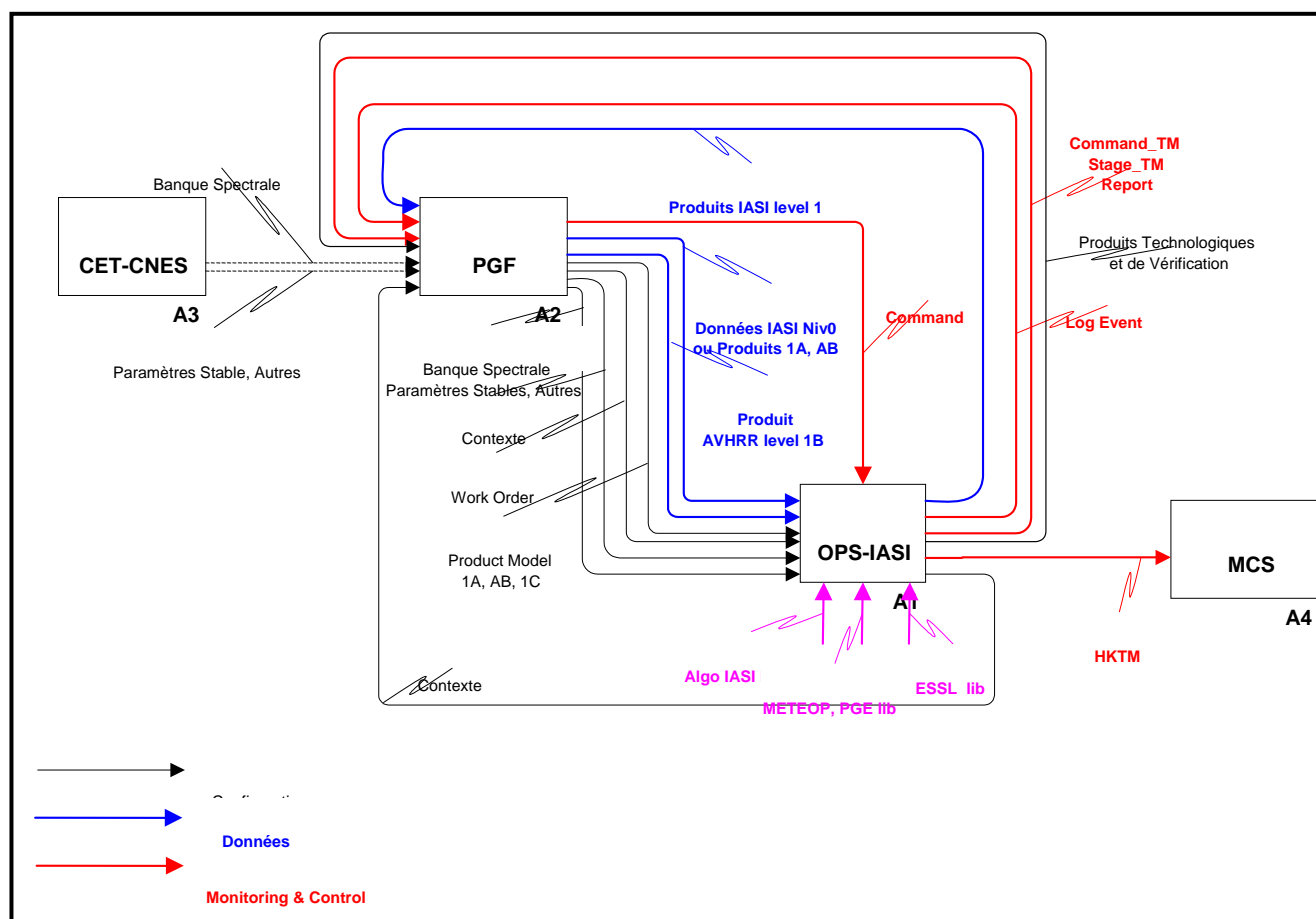 Command_TM
Stage_TM
Report
Banque Spectrale
Produits IASI level 1
Produits Technologiques
et de Vérification
CET-CNES
PGF
A3
A2
Command
Log Event
Données IASI Niv0
ou Produits 1A, AB
Paramètres Stable, Autres
Banque Spectrale
Paramètres Stables, Autres
Produit
AVHRR level 1B
Contexte
Work Order
OPS-IASI
Product Model
1A, AB, 1C
MCS
A1
A4
HKTM
Algo IASI
ESSL lib
METEOP, PGE lib
Contexte
Données
Monitoring & Control